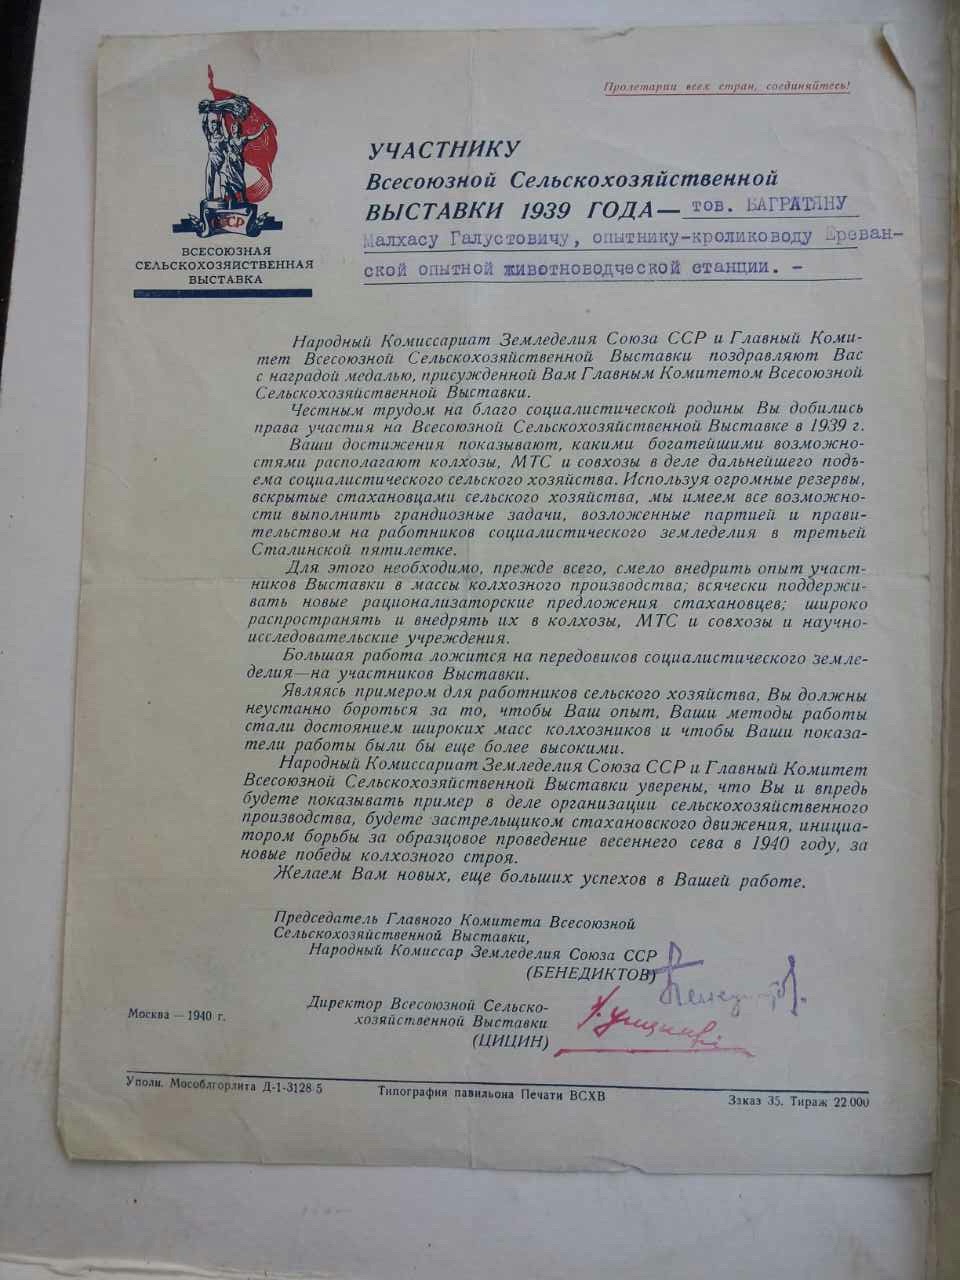 Пролетарии всех стран, соединяйтесь!
СССР
ВСЕСОЮЗНАЯ
СЕЛЬСКОХОЗЯЙСТВЕННАЯ
ВЫСТАВКА
УЧАСТНИКУ
Всесоюзной Сельскохозяйственной
ВЫСТАВКИ 1939 ГОДА — тов. БАГРАТЯНУ
Малхасу Галустовичу, опытнику-кролиководу Ереван-
ской опытной животноводческой станции. -
Народный Комиссариат Земледелия Союза ССР и Главный Коми-
тет Всесоюзной Сельскохозяйственной Выставки поздравляют Вас
с наградой медалью, присужденной Вам Главным Комитетом Всесоюзной
Сельскохозяйственной Выставки.
Честным трудом на благо социалистической родины Вы добились
права участия на Всесоюзной Сельскохозяйственной Выставке в 1939 г.
Ваши достижения показывают, какими богатейшими возможно-
стями располагают колхозы, МТС и совхозы в деле дальнейшего подъ-
ема социалистического сельского хозяйства. Используя огромные резервы,
вскрытые стахановцами сельского хозяйства, мы имеем все возможно-
сти выполнить грандиозные задачи, возложенные партией и прави-
тельством на работников социалистического земледелия в третьей
Сталинской пятилетке.
Для этого необходимо, прежде всего, смело внедрить опыт участ-
ников Выставки в массы колхозного производства; всячески поддержи-
вать новые рационализаторские предложения стахановцев; широко
распространять и внедрять их в колхозы, МТС и совхозы и научно-
исследовательские учреждения.
Большая работа ложится на передовиков социалистического земле-
делия—на участников Выставки.
Являясь примером для работников сельского хозяйства, Вы должны
неустанно бороться за то, чтобы Ваш опыт, Ваши методы работы
стали достоянием широких масс колхозников и чтобы Ваши показа-
тели работы были бы еще более высокими.
Народный Комиссариат Земледелия Союза ССР и Главный Комитет
Всесоюзной Сельскохозяйственной Выставки уверены, что Вы и впредь
будете показывать пример в деле организации сельскохозяйственного
производства, будете застрельщиком стахановского движения, инициа-
тором борьбы за образцовое проведение весеннего сева в 1940 году, за
новые победы колхозного строя.
Желаем Вам новых, еще больших успехов в Вашей работе.
Председатель Главного Комитета Всесоюзной
Сельскохозяйственной Выставки,
Народный Комиссар Земледелия Союза ССР
(БЕНЕДИКТОВ)
Директор Всесоюзной Сельско-
хозяйственной Выставки
(ЦИЦИН)
Москва — 1940 г.
Уполн. Мособлгорлита Д-1-3128 5
Типография павильона Печати ВСХВ
Заказ 35. Тираж 22.000